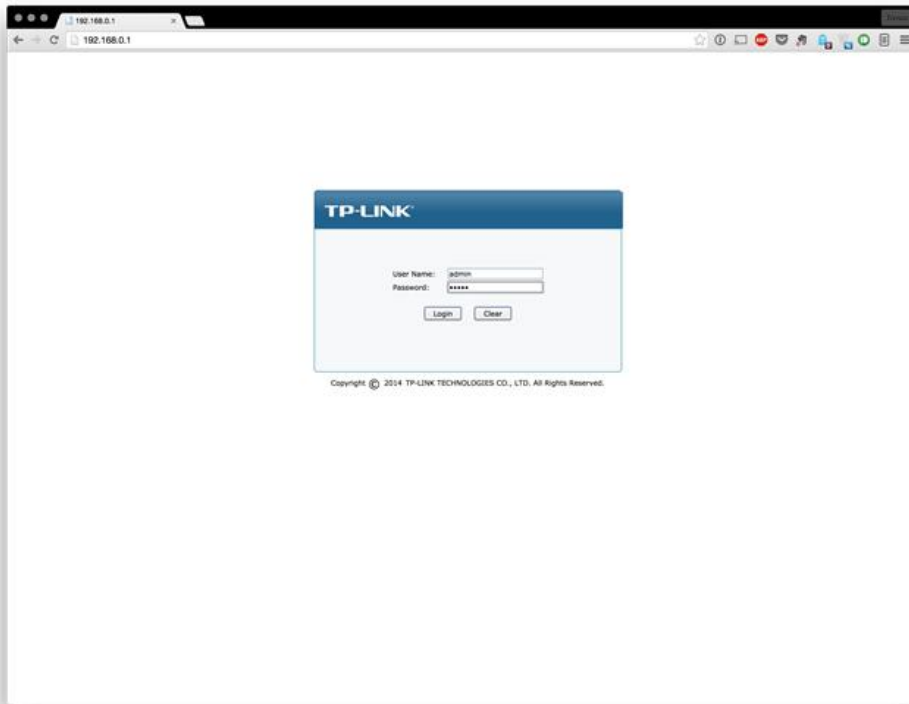 192.168.0.1
192.168.0.1
TP-LINK
User Name: admin
Password: •••••
Login Clear
Copyright © 2014 TP-LINK TECHNOLOGIES CO., LTD. All Rights Reserved.